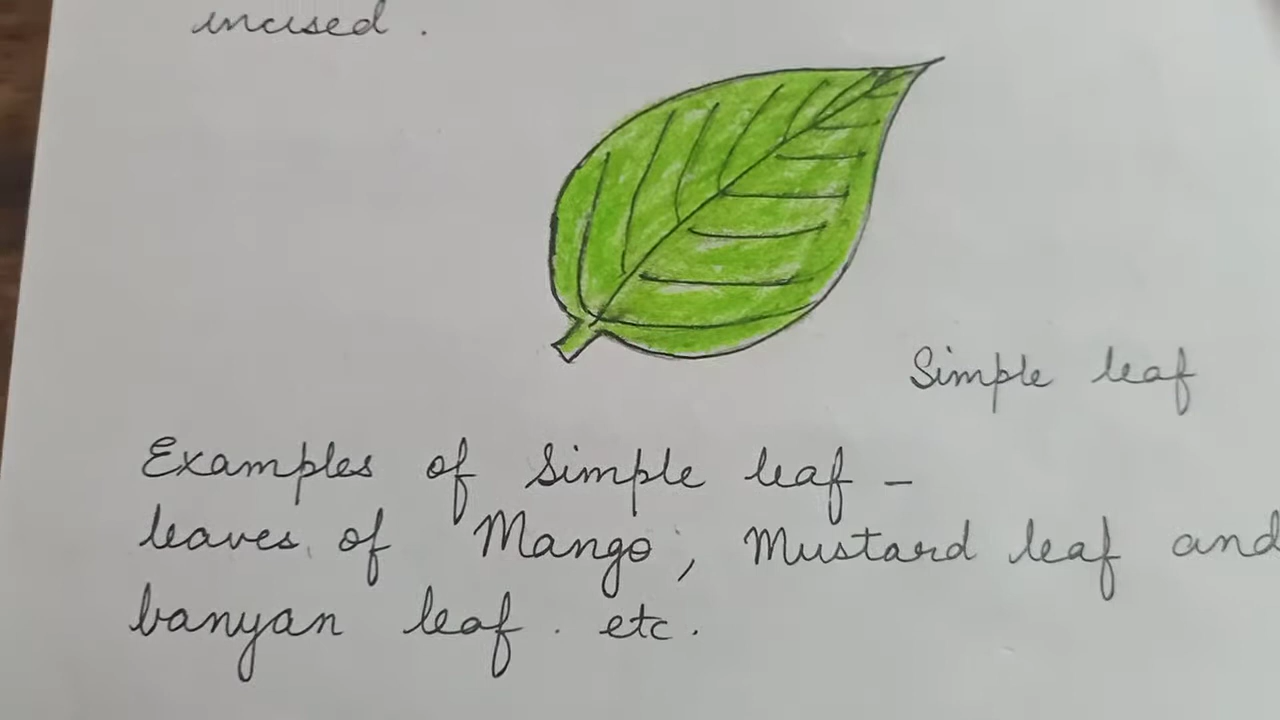 incised .
Simple leaf
Examples of Simple leaf -
leaves of Mango , Mustard leaf and
banyan leaf . etc .